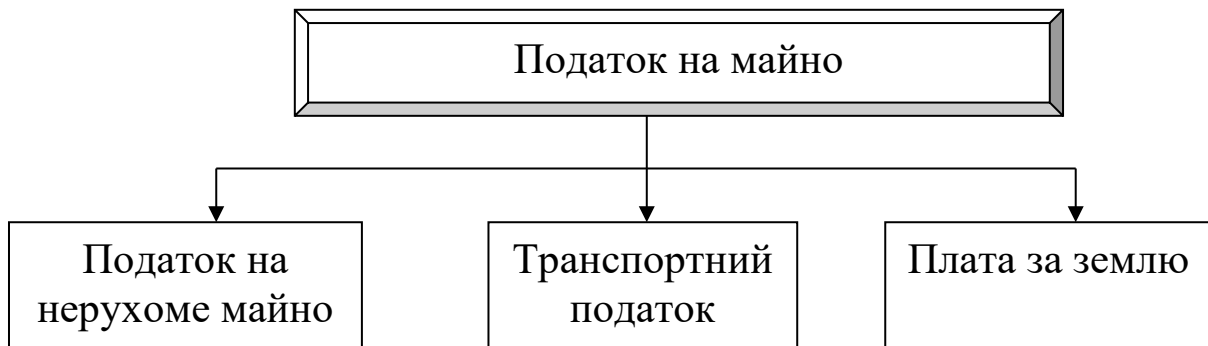 Податок на майно
Податок на
нерухоме майно
Транспортний
податок
Плата за землю